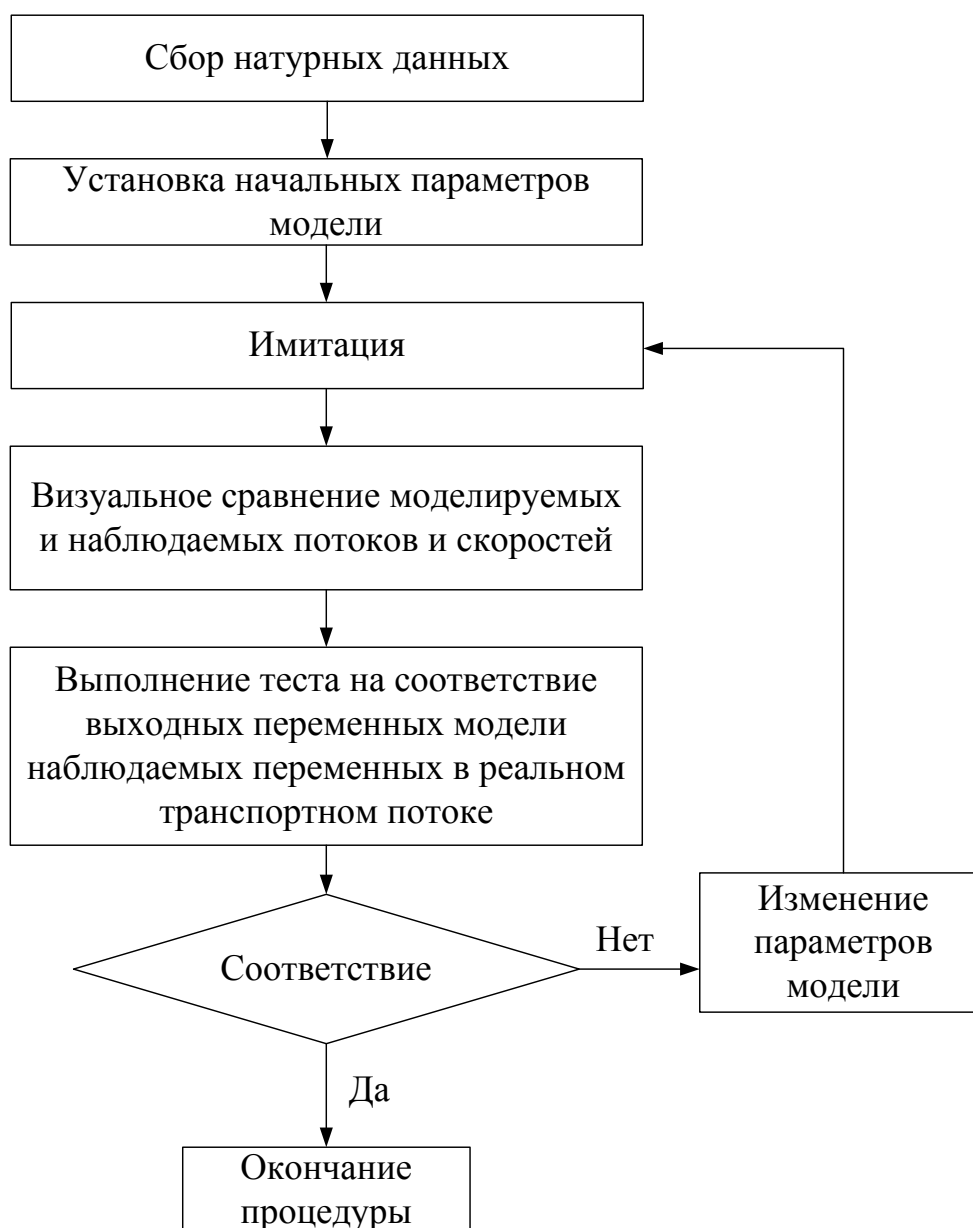 Сбор натурных данных
Установка начальных параметров
модели
Имитация
Визуальное сравнение моделируемых
и наблюдаемых потоков и скоростей
Выполнение теста на соответствие
выходных переменных модели
наблюдаемых переменных в реальном
транспортном потоке
Соответствие
Нет
Изменение
параметров
модели
Да
Окончание
процедуры